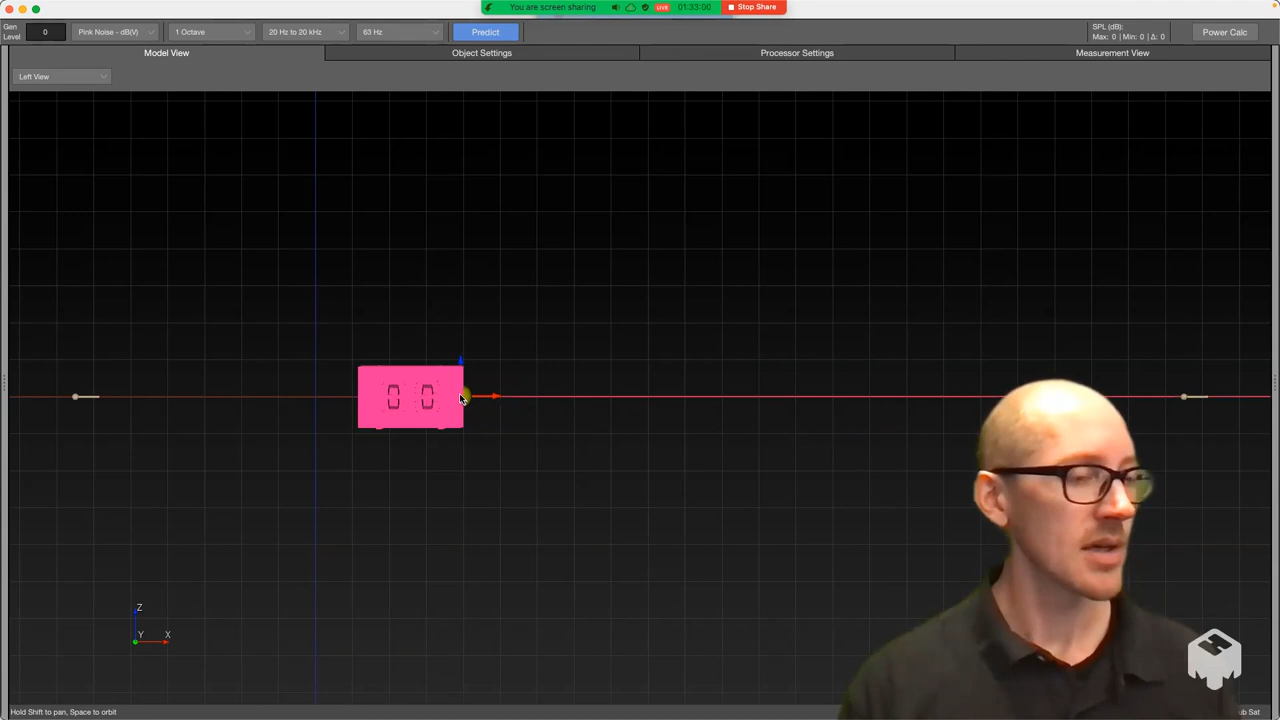 You are screen sharing LIVE 01:33:00 Stop Share
Gen Level 0 Pink Noise - dB(V) 1 Octave 20 Hz to 20 kHz 63 Hz Predict SPL (dB): Max: 0 | Min: 0 | Δ: 0 Power Calc
Model View Object Settings Processor Settings Measurement View
Left View
Z
Y X
Hold Shift to pan, Space to orbit ub Sat